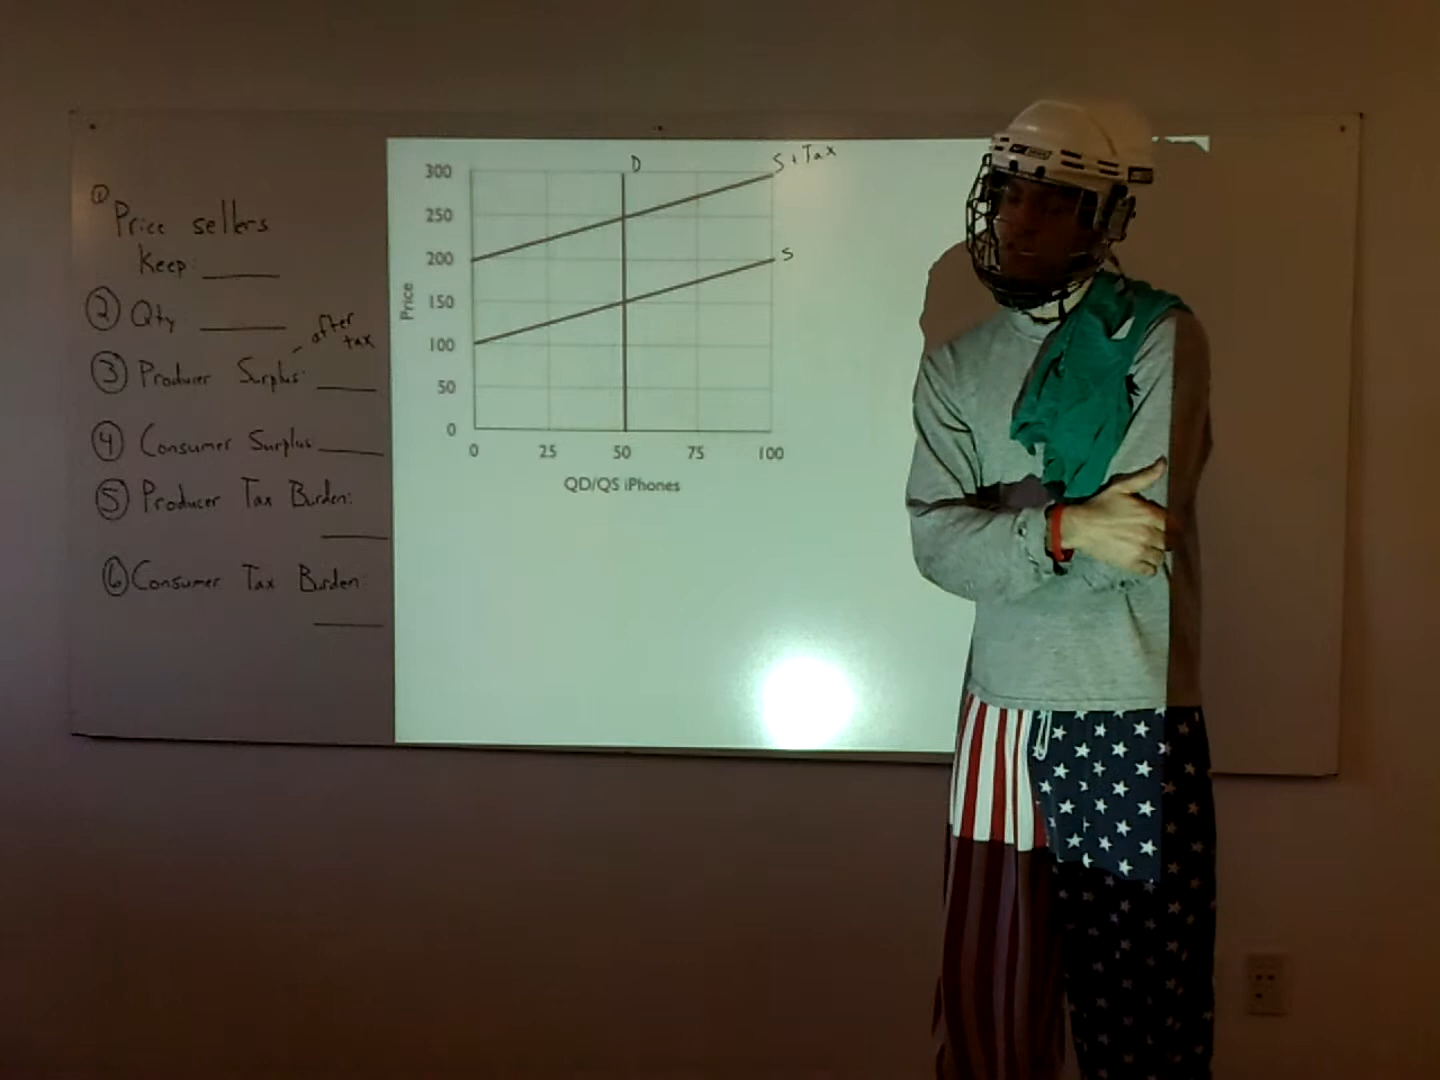 ① Price sellers
Keep: ____
② Qty: ____
③ Producer Surplus: ____
after
tax
④ Consumer Surplus: ____
⑤ Producer Tax Burden:
____
⑥ Consumer Tax Burden:
____
D
S+Tax
S
300
250
200
150
100
50
0
Price
0 25 50 75 100
QD/QS iPhones